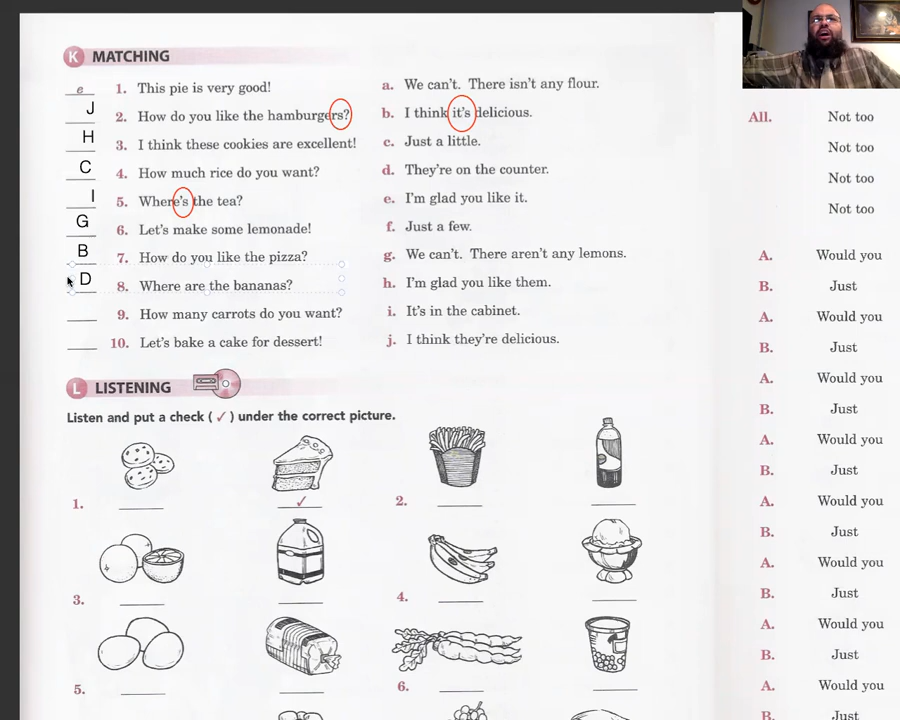 K MATCHING
e 1. This pie is very good!
J 2. How do you like the hamburgers?
H 3. I think these cookies are excellent!
C 4. How much rice do you want?
I 5. Where's the tea?
G 6. Let's make some lemonade!
B 7. How do you like the pizza?
D 8. Where are the bananas?
9. How many carrots do you want?
10. Let's bake a cake for dessert!
a. We can't. There isn't any flour.
b. I think it's delicious.
c. Just a little.
d. They're on the counter.
e. I'm glad you like it.
f. Just a few.
g. We can't. There aren't any lemons.
h. I'm glad you like them.
i. It's in the cabinet.
j. I think they're delicious.
L LISTENING
Listen and put a check ( ✓ ) under the correct picture.
1. ✓
2.
3.
4.
5.
6.
All. Not too
Not too
Not too
Not too
A. Would you
B. Just
A. Would you
B. Just
A. Would you
B. Just
A. Would you
B. Just
A. Would you
B. Just
A. Would you
B. Just
A. Would you
B. Just
A. Would you
B. Just